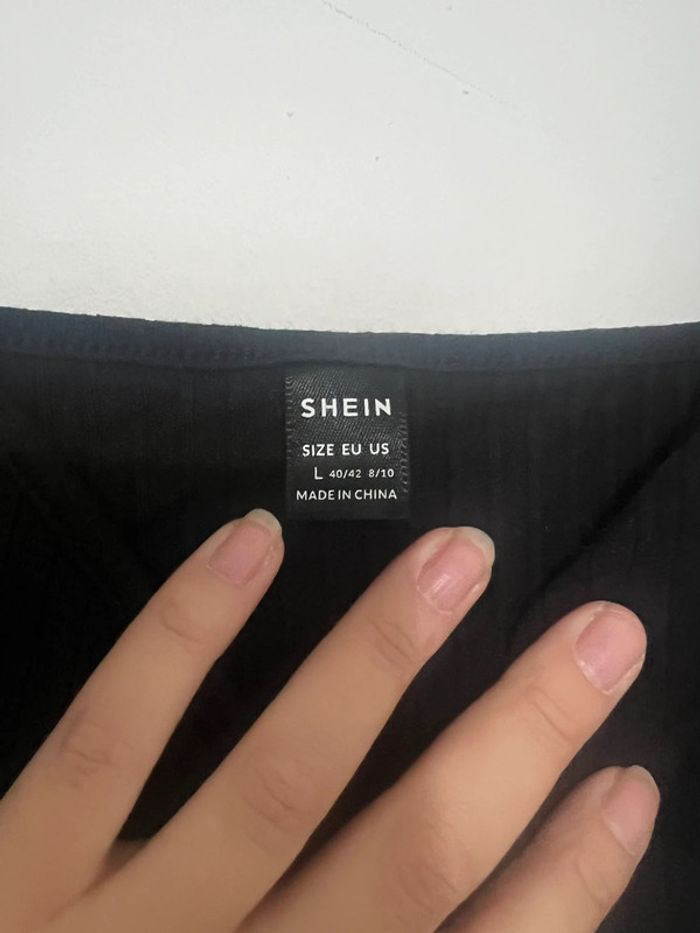 SHEIN
SIZE EU US
L 40/42 8/10
MADE IN CHINA